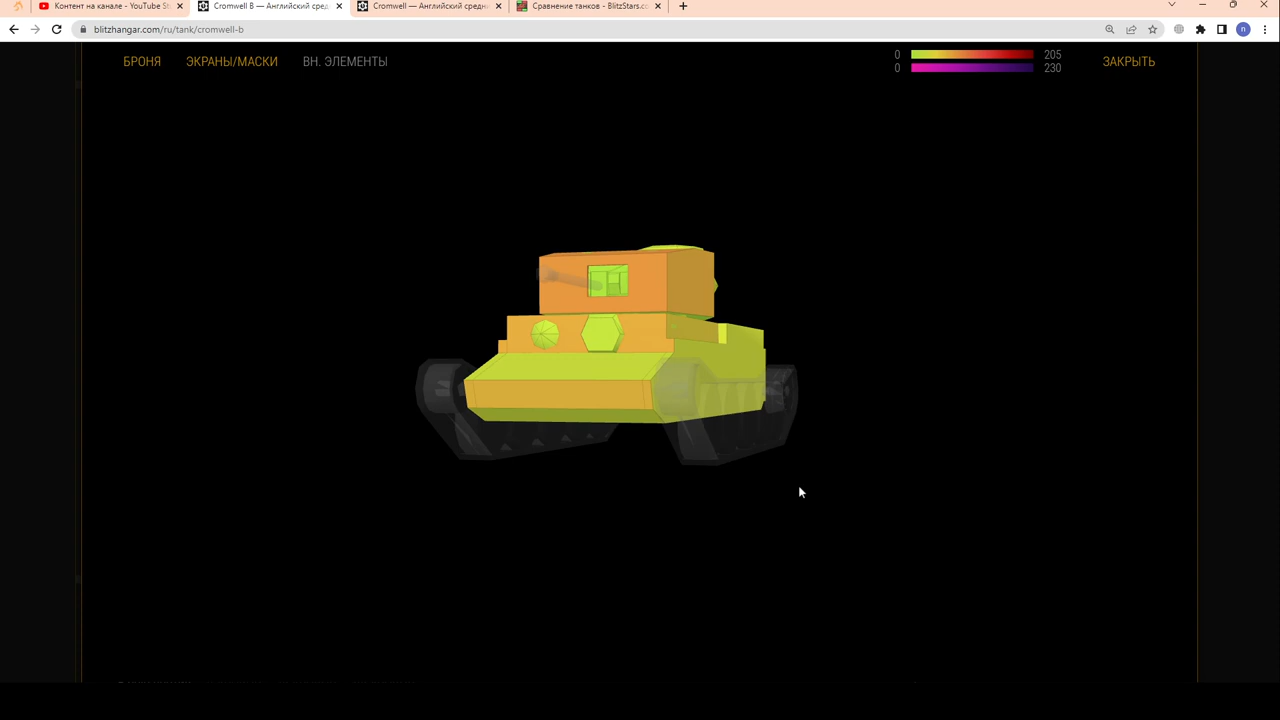 Контент на канале - YouTube St
Cromwell B — Английский сред
Cromwell — Английский средн
Сравнение танков - BlitzStars.co
blitzhangar.com/ru/tank/cromwell-b
n
БРОНЯ
ЭКРАНЫ/МАСКИ
ВН. ЭЛЕМЕНТЫ
0
205
0
230
ЗАКРЫТЬ